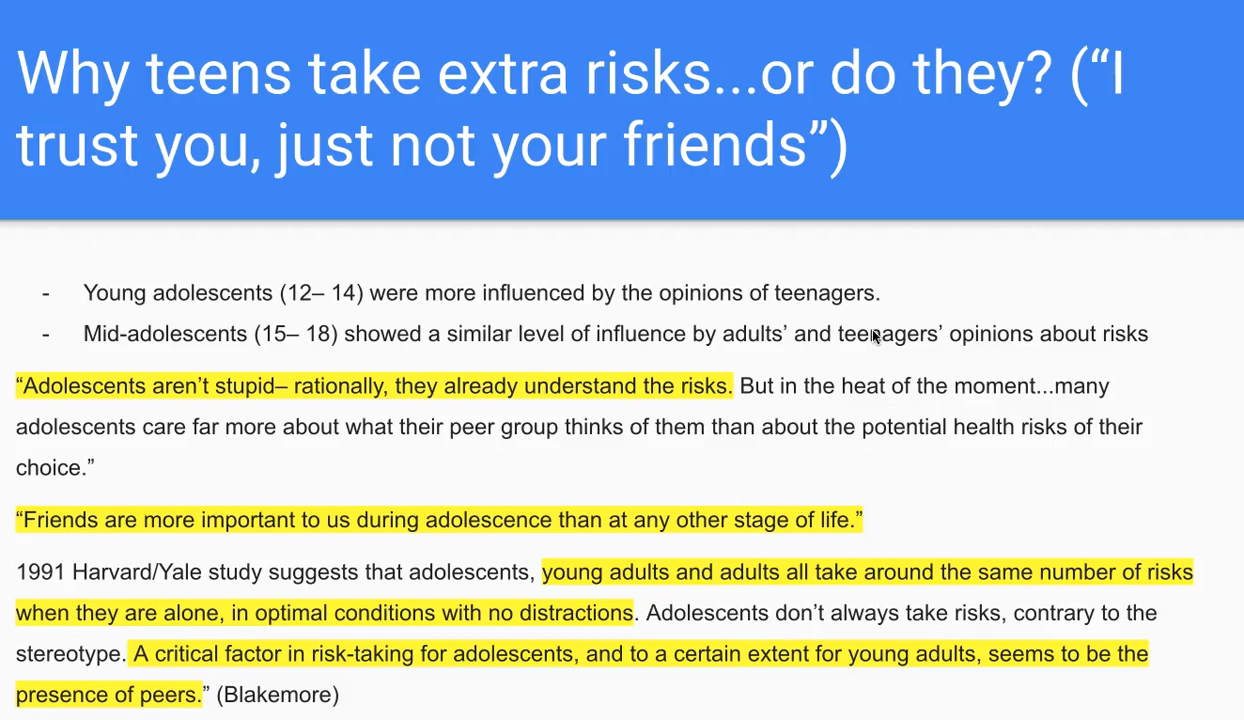 Why teens take extra risks...or do they? (“I
trust you, just not your friends”)
- Young adolescents (12– 14) were more influenced by the opinions of teenagers.
- Mid-adolescents (15– 18) showed a similar level of influence by adults’ and teenagers’ opinions about risks
“Adolescents aren’t stupid– rationally, they already understand the risks. But in the heat of the moment...many
adolescents care far more about what their peer group thinks of them than about the potential health risks of their
choice.”
“Friends are more important to us during adolescence than at any other stage of life.”
1991 Harvard/Yale study suggests that adolescents, young adults and adults all take around the same number of risks
when they are alone, in optimal conditions with no distractions. Adolescents don’t always take risks, contrary to the
stereotype. A critical factor in risk-taking for adolescents, and to a certain extent for young adults, seems to be the
presence of peers.” (Blakemore)